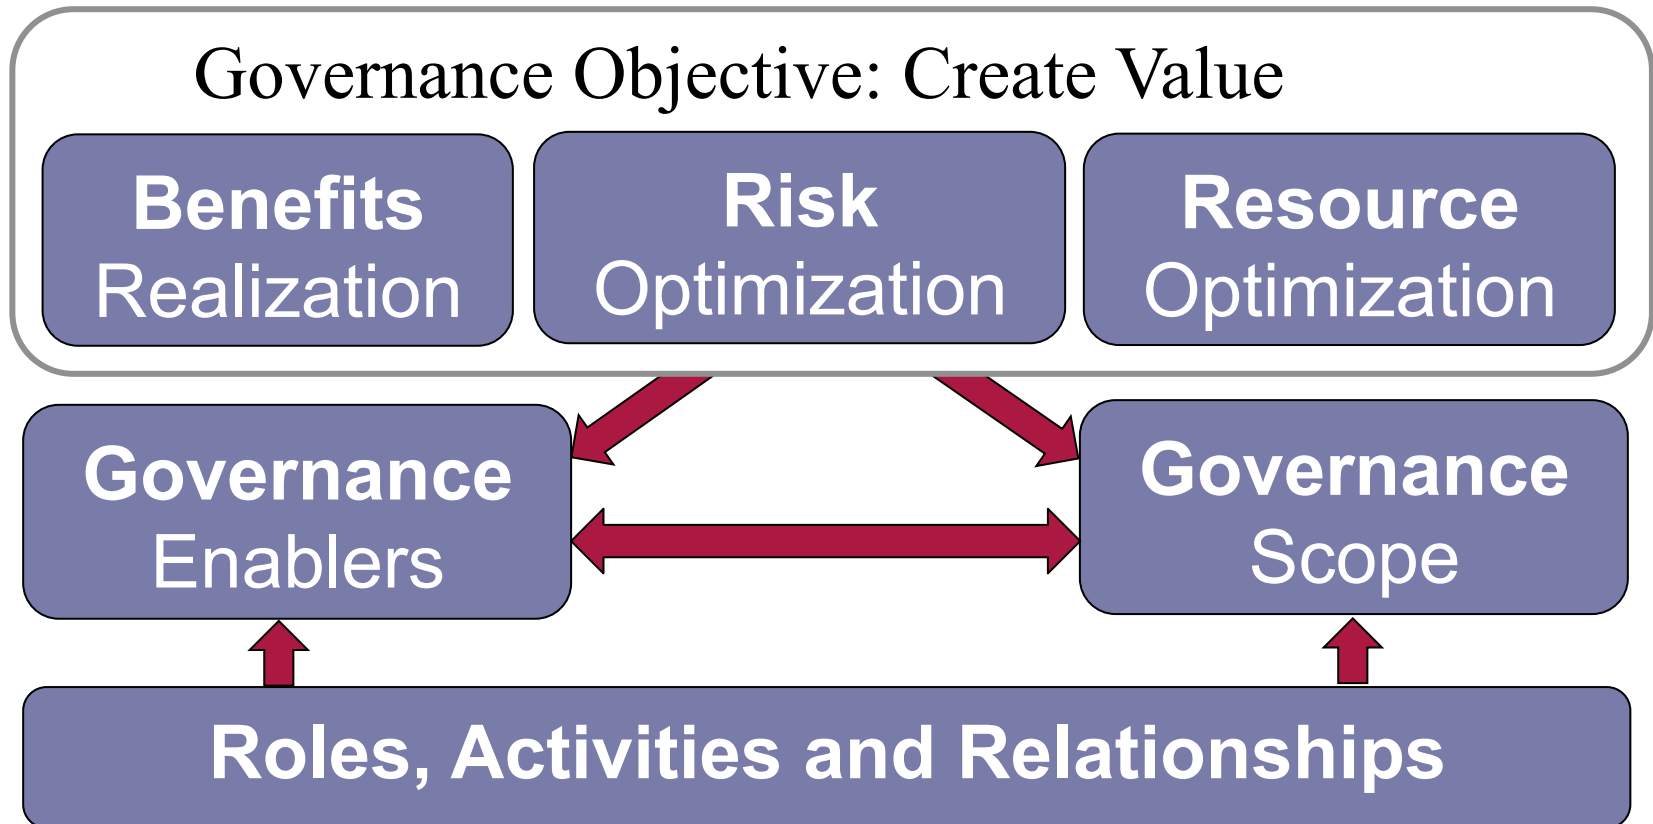 Governance Objective: Create Value
Benefits
Realization
Risk
Optimization
Resource
Optimization
Governance
Enablers
Governance
Scope
Roles, Activities and Relationships